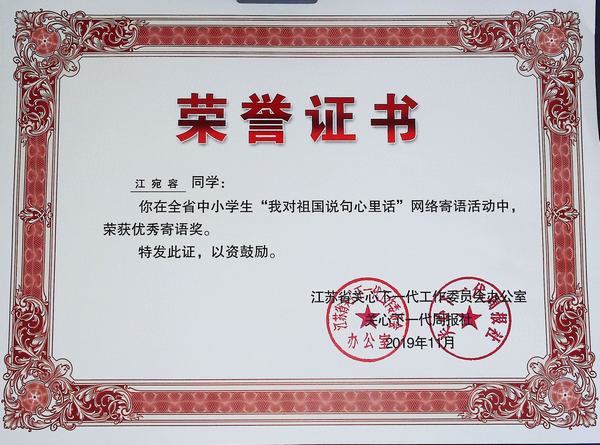 荣誉证书
江宛容 同学：
你在全省中小学生“我对祖国说句心里话”网络寄语活动中，
荣获优秀寄语奖。
特发此证，以资鼓励。
江苏省关心下一代工作委员会办公室
关心下一代周报社
2019年11月
办公室